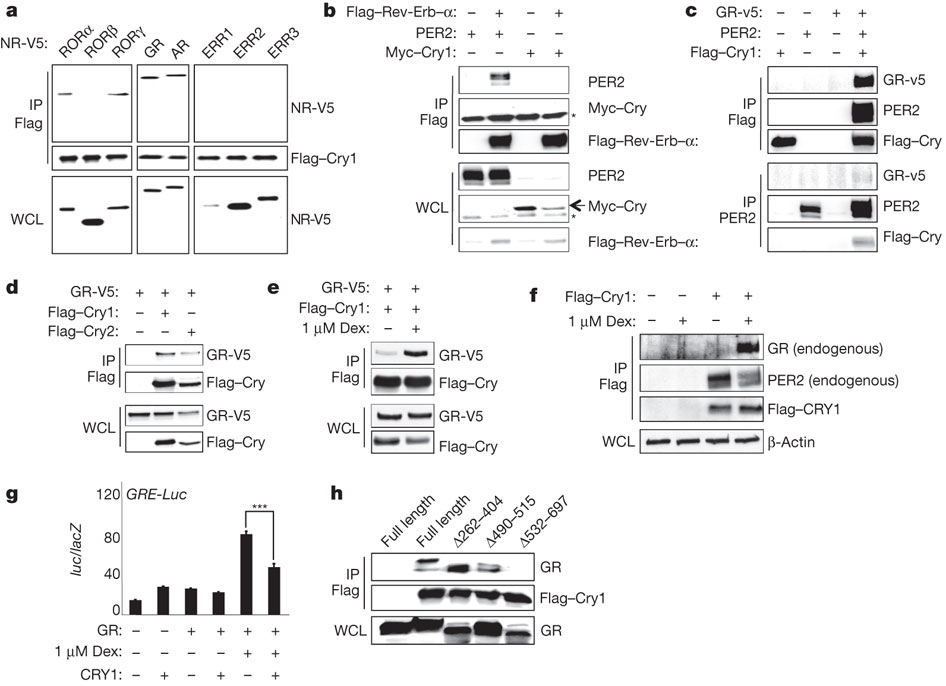 a
NR-V5: RORα RORβ RORγ GR AR ERR1 ERR2 ERR3
IP Flag
NR-V5
Flag–Cry1
WCL
NR-V5
b
Flag–Rev-Erb–α: – + – +
PER2: + + – –
Myc–Cry1: – – + +
IP Flag
PER2
Myc–Cry
*
Flag–Rev-Erb–α:
WCL
PER2
Myc–Cry
*
Flag–Rev-Erb–α:
c
GR-v5: – – + +
PER2: – + – +
Flag–Cry1: + – – +
IP Flag
GR-v5
PER2
Flag–Cry
IP PER2
GR-v5
PER2
Flag–Cry
d
GR-V5: + + +
Flag–Cry1: – + –
Flag–Cry2: – – +
IP Flag
GR-V5
Flag–Cry
WCL
GR-V5
Flag–Cry
e
GR-V5: + +
Flag–Cry1: + +
1 μM Dex: – +
IP Flag
GR-V5
Flag–Cry
WCL
GR-V5
Flag–Cry
f
Flag–Cry1: – – + +
1 μM Dex: – + – +
IP Flag
GR (endogenous)
PER2 (endogenous)
Flag–CRY1
WCL
β-Actin
g
GRE-Luc
luc/lacZ
120
80
40
0
***
GR: – – + + + +
1 μM Dex: – – – – + +
CRY1: – + – + – +
h
Full length Full length Δ262–404 Δ490–515 Δ532–697
IP Flag
GR
Flag–Cry1
WCL
GR